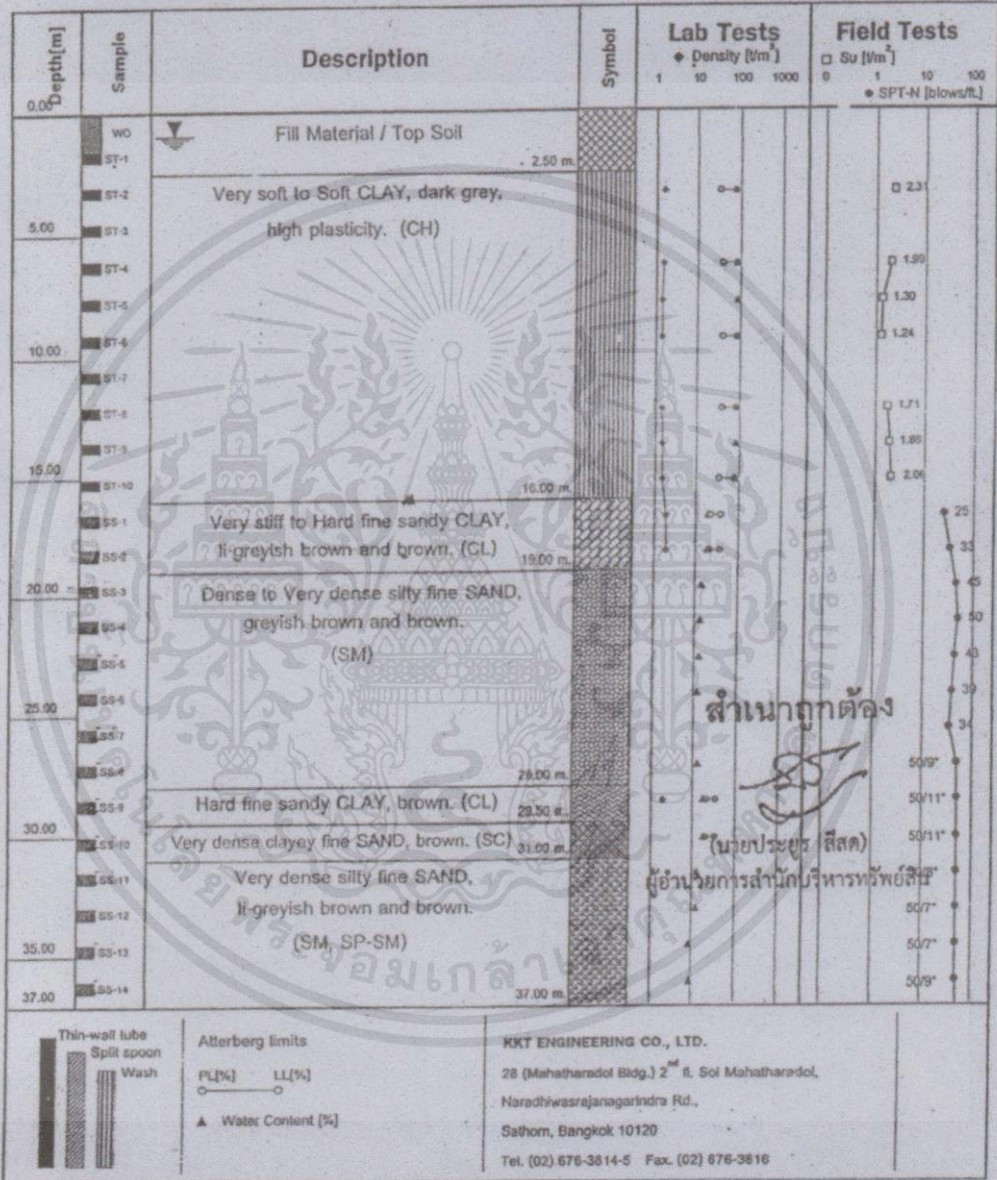 Depth[m]
Sample
Description
Symbol
Lab Tests
◆ Density [t/m³]
1 10 100 1000
Field Tests
□ Su [t/m²]
0 1 10 100
● SPT-N [blows/ft.]
0.00
WO
Fill Material / Top Soil
2.50 m.
ST-1
ST-2
Very soft to Soft CLAY, dark grey,
high plasticity. (CH)
2.31
ST-3
5.00
ST-4
1.99
ST-5
1.30
ST-6
1.24
10.00
ST-7
ST-8
1.71
ST-9
15.00
2.06
ST-10
16.00 m.
SS-1
Very stiff to Hard fine sandy CLAY,
li-greyish brown and brown. (CL)
19.00 m.
25
SS-2
33
SS-3
20.00
Dense to Very dense silty fine SAND,
greyish brown and brown.
(SM)
45
SS-4
50
SS-5
43
SS-6
39
25.00
SS-7
34
สำเนาถูกต้อง
SS-8
50/9"
SS-9
Hard fine sandy CLAY, brown. (CL)
29.50 m.
50/11"
30.00
SS-10
Very dense clayey fine SAND, brown. (SC)
31.00 m.
50/11"
(นายประยูร สีสด)
ผู้อำนวยการสำนักบริหารทรัพย์สิน
SS-11
Very dense silty fine SAND,
li-greyish brown and brown.
(SM, SP-SM)
SS-12
50/7"
35.00
SS-13
50/7"
SS-14
50/9"
37.00
37.00 m.
Thin-wall tube
Split spoon
Wash
Atterberg limits
PL[%] LL[%]
▲ Water Content [%]
KKT ENGINEERING CO., LTD.
28 (Mahatharadol Bldg.) 2nd fl. Soi Mahatharadol,
Naradhiwasrajanagarindra Rd.,
Sathorn, Bangkok 10120
Tel. (02) 676-3814-5 Fax. (02) 676-3816